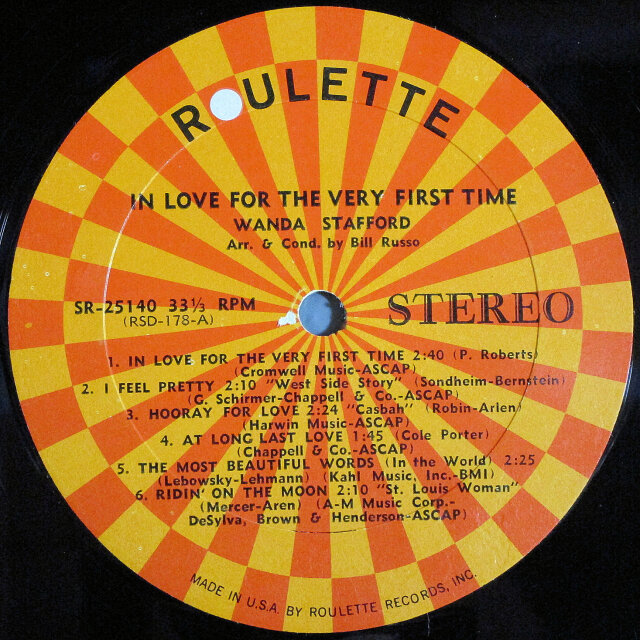 ROULETTE
IN LOVE FOR THE VERY FIRST TIME
WANDA STAFFORD
Arr. & Cond. by Bill Russo
SR-25140 33⅓ RPM
(RSD-178-A)
STEREO
1. IN LOVE FOR THE VERY FIRST TIME 2:40 (P. Roberts)
(Cromwell Music-ASCAP)
2. I FEEL PRETTY 2:10 "West Side Story" (Sondheim-Bernstein)
(G. Schirmer-Chappell & Co.-ASCAP)
3. HOORAY FOR LOVE 2:24 "Casbah" (Robin-Arlen)
(Harwin Music-ASCAP)
4. AT LONG LAST LOVE 1:45 (Cole Porter)
(Chappell & Co.-ASCAP)
5. THE MOST BEAUTIFUL WORDS (In the World) 2:25
(Lebowsky-Lehmann) (Kahl Music, Inc.-BMI)
6. RIDIN' ON THE MOON 2:10 "St. Louis Woman"
(Mercer-Aren) (A-M Music Corp.-
DeSylva, Brown & Henderson-ASCAP)
MADE IN U.S.A. BY ROULETTE RECORDS, INC.